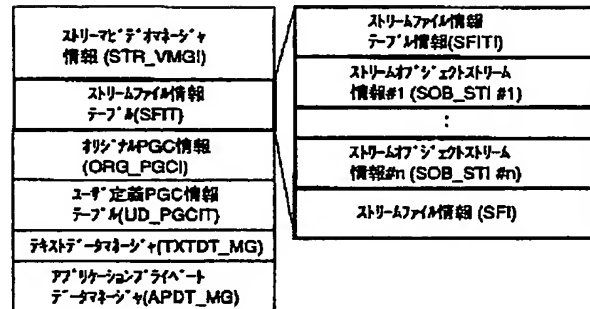 ストリーマビデオマネージャ
情報 (STR_VMGI)
ストリームファイル情報
テーブル(SFIT)
オリジナルPGC情報
(ORG_PGCI)
ユーザ定義PGC情報
テーブル(UD_PGCIT)
テキストデータマネージャ(TXTDT_MG)
アプリケーションプライベート
データマネージャ(APDT_MG)
ストリームファイル情報
テーブル情報(SFITI)
ストリームオブジェクトストリーム
情報#1 (SOB_STI #1)
:
ストリームオブジェクトストリーム
情報#n (SOB_STI #n)
ストリームファイル情報 (SFI)